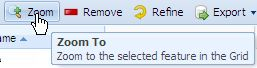 Zoom Remove Refine Export
ame
Zoom To
Zoom to the selected feature in the Grid